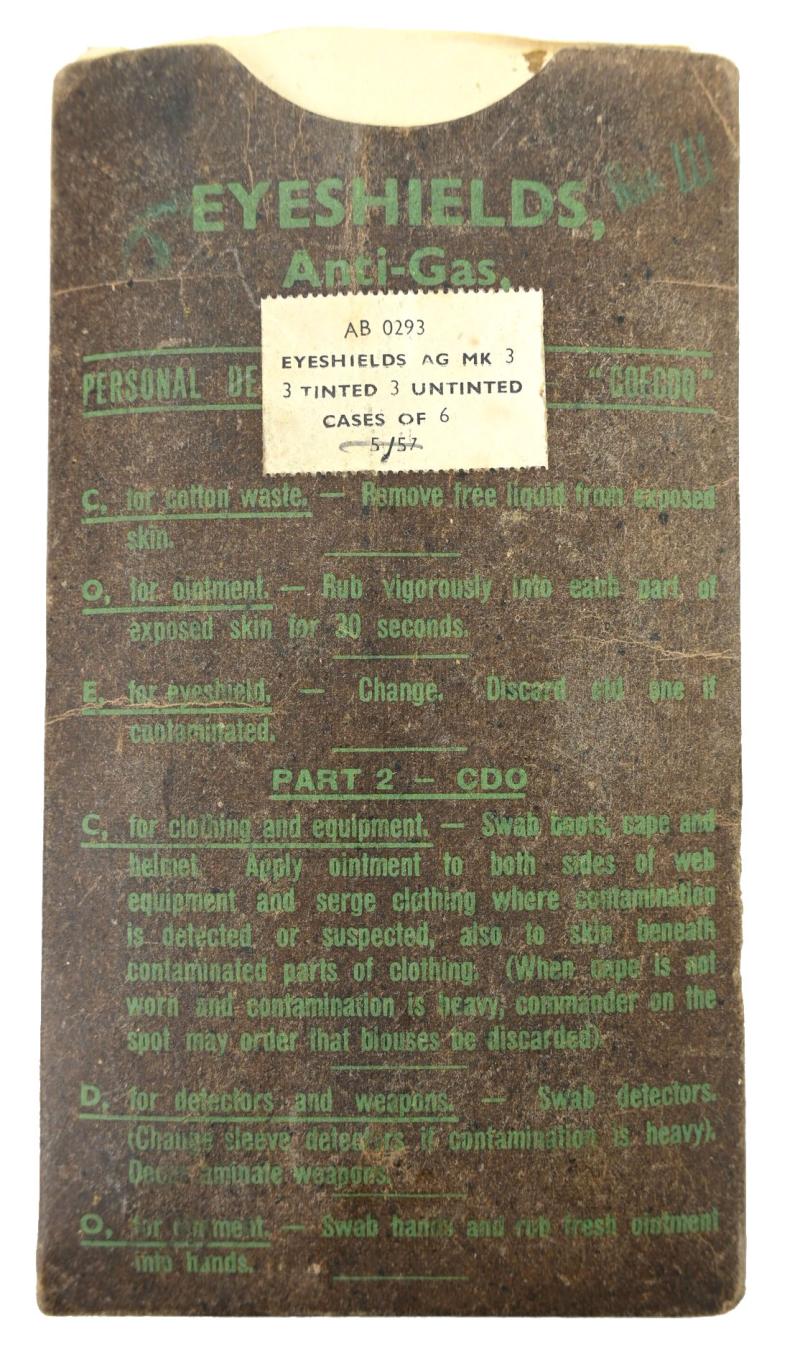 EYESHIELDS,
Mk III
Anti-Gas.
AB 0293
EYESHIELDS AG MK 3
3 TINTED 3 UNTINTED
CASES OF 6
5/57
PERSONAL DE "COECDO"
C, for cotton waste. — Remove free liquid from exposed
skin.
O, for ointment. — Rub vigorously into each part of
exposed skin for 30 seconds.
E, for eyeshield. — Change. Discard old one if
contaminated.
PART 2 — CDO
C, for clothing and equipment. — Swab boots, cape and
helmet. Apply ointment to both sides of web
equipment and serge clothing where contamination
is detected or suspected, also to skin beneath
contaminated parts of clothing. (When cape is not
worn and contamination is heavy, commander on the
spot may order that blouses be discarded).
D, for detectors and weapons. — Swab detectors.
(Change sleeve detectors if contamination is heavy).
Decontaminate weapons.
O, for ointment. — Swab hands and rub fresh ointment
into hands.